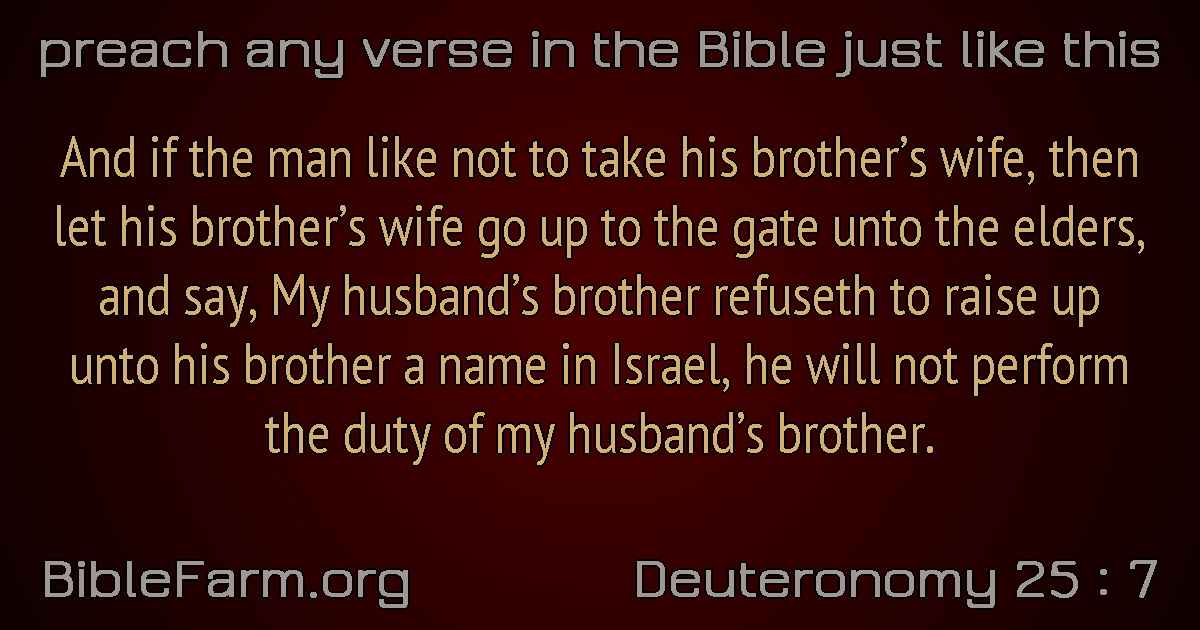 preach any verse in the Bible just like this
And if the man like not to take his brother’s wife, then
let his brother’s wife go up to the gate unto the elders,
and say, My husband’s brother refuseth to raise up
unto his brother a name in Israel, he will not perform
the duty of my husband’s brother.
BibleFarm.org
Deuteronomy 25 : 7